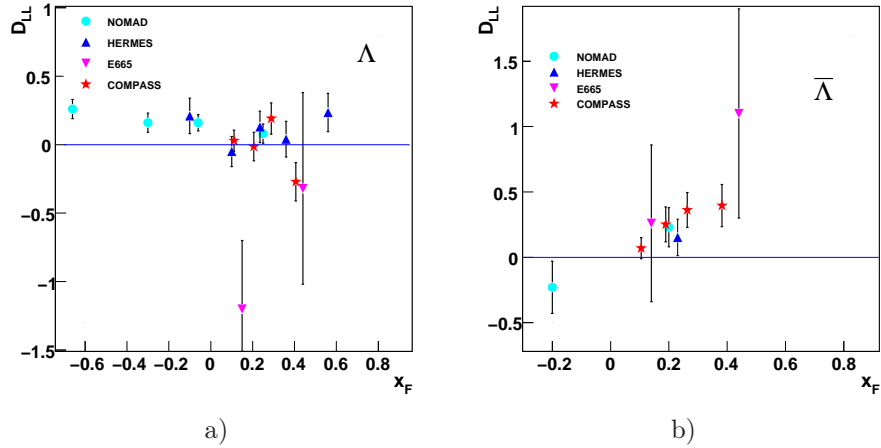 D_LL
1
0.5
0
−0.5
−1
−1.5
NOMAD
HERMES
E665
COMPASS
Λ
−0.6 −0.4 −0.2 0 0.2 0.4 0.6 0.8
x_F
a)
D_LL
1.5
1
0.5
0
−0.5
NOMAD
HERMES
E665
COMPASS
Λ̅
−0.2 0 0.2 0.4 0.6 0.8
x_F
b)